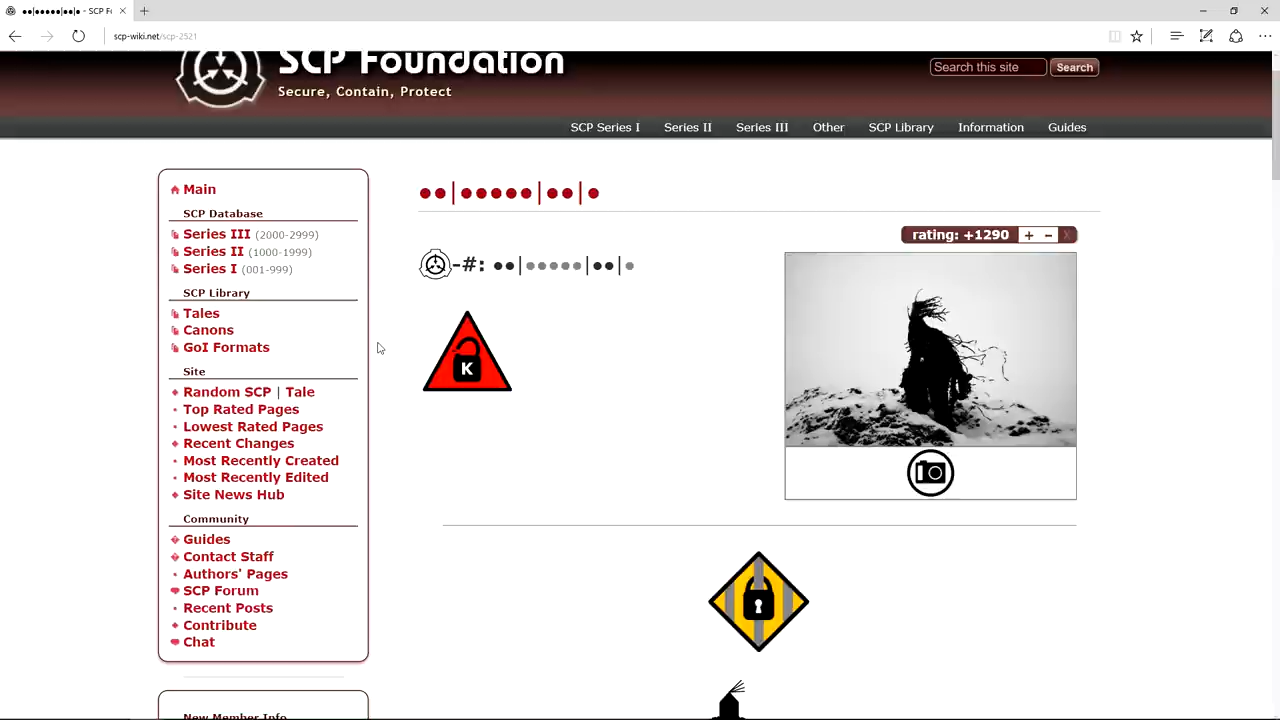 ●●|●●●●●|●●|● - SCP F
scp-wiki.net/scp-2521
SCP Foundation
Secure, Contain, Protect
Search this site
Search
SCP Series I
Series II
Series III
Other
SCP Library
Information
Guides
Main
SCP Database
Series III (2000-2999)
Series II (1000-1999)
Series I (001-999)
SCP Library
Tales
Canons
GoI Formats
Site
Random SCP | Tale
Top Rated Pages
Lowest Rated Pages
Recent Changes
Most Recently Created
Most Recently Edited
Site News Hub
Community
Guides
Contact Staff
Authors' Pages
SCP Forum
Recent Posts
Contribute
Chat
New Member Info
●●|●●●●●|●●|●
rating: +1290 + – X
-#: ●●|●●●●●|●●|●
K